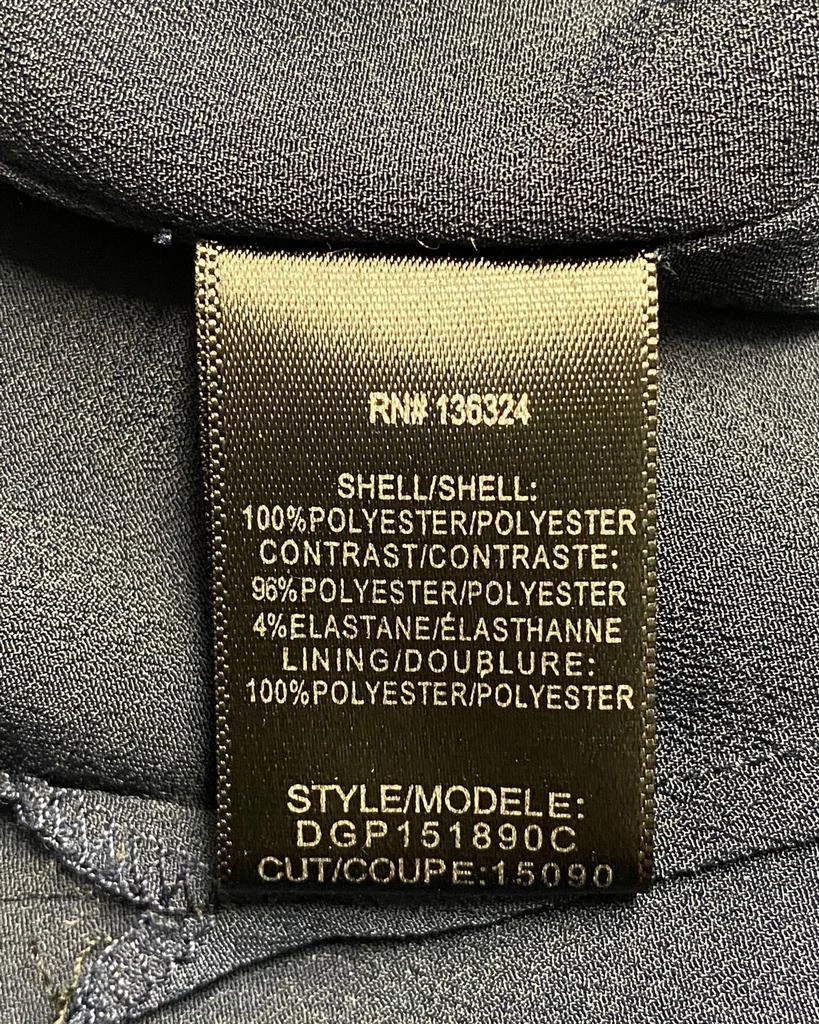 RN# 136324
SHELL/SHELL:
100%POLYESTER/POLYESTER
CONTRAST/CONTRASTE:
96%POLYESTER/POLYESTER
4%ELASTANE/ÉLASTHANNE
LINING/DOUBLURE:
100%POLYESTER/POLYESTER
STYLE/MODELE:
DGP151890C
CUT/COUPE:15090